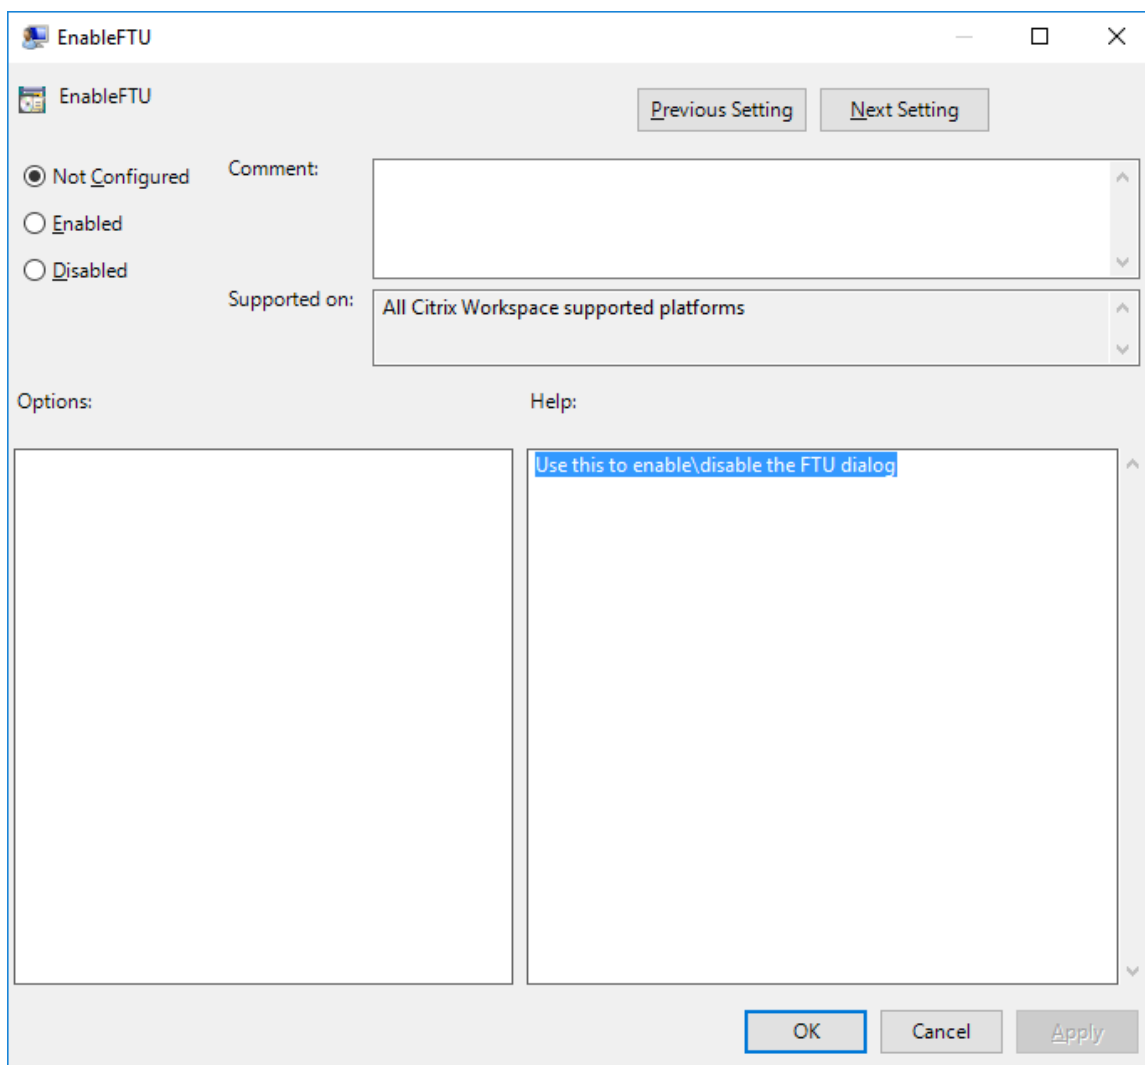 EnableFTU
EnableFTU
Previous Setting
Next Setting
Not Configured
Comment:
Enabled
Disabled
Supported on:
All Citrix Workspace supported platforms
Options:
Help:
Use this to enable\disable the FTU dialog
OK
Cancel
Apply